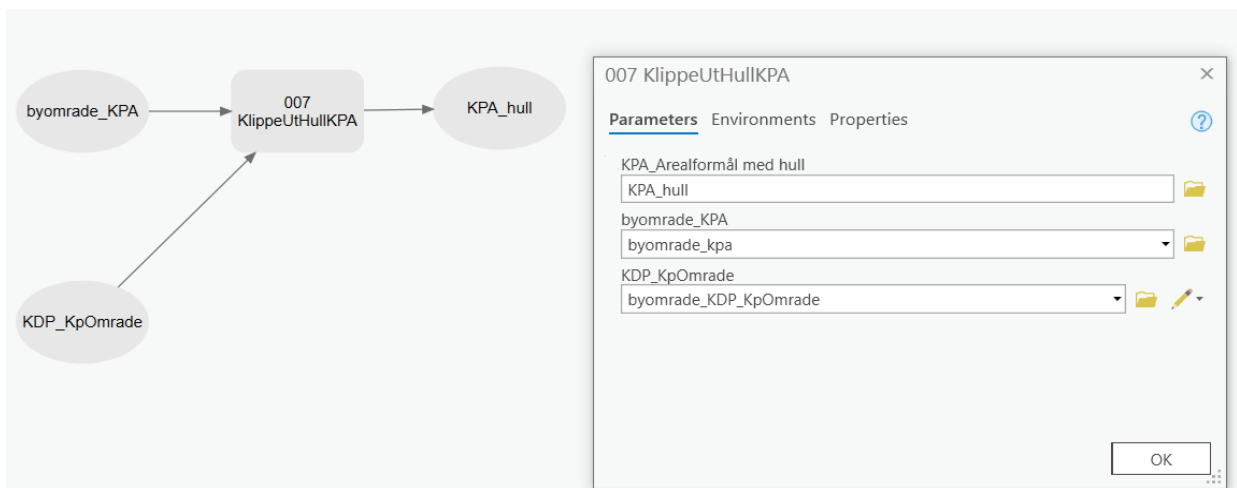 byomrade_KPA
007
KlippeUtHullKPA
KPA_hull
KDP_KpOmrade
007 KlippeUtHullKPA
Parameters Environments Properties
KPA_Arealformål med hull
KPA_hull
byomrade_KPA
byomrade_kpa
KDP_KpOmrade
byomrade_KDP_KpOmrade
OK